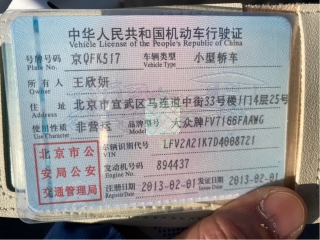 中华人民共和国机动车行驶证
Vehicle License of the People's Republic of China
号牌号码 京QFK517 车辆类型 小型轿车
Plate No. Vehicle Type
所有人 王欣妍
Owner
住址 北京市宣武区马连道中街33号楼1门4层25号
Address
使用性质 非营运 大众牌FV7166FAAWG
Use Character
北京市公 车辆识别代号 LFV2A21K7D4008721
VIN
安局公安 发动机号码 894437
Engine No.
交通管理局 注册日期 2013-02-01 发证日期 2013-02-01
Register Date Issue Date